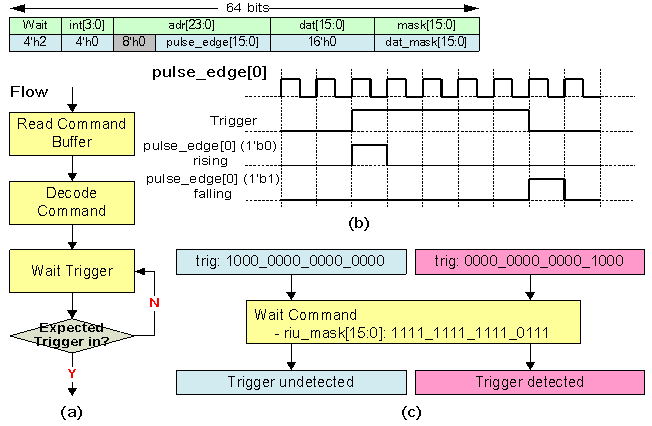 64 bits
Wait int[3:0] adr[23:0] dat[15:0] mask[15:0]
4'h2 4'h0 8'h0 pulse_edge[15:0] 16'h0 dat_mask[15:0]
pulse_edge[0]
Flow
Read Command
Buffer
Trigger
pulse_edge[0] (1'b0)
rising
pulse_edge[0] (1'b1)
falling
Decode
Command
(b)
Wait Trigger
trig: 1000_0000_0000_0000
trig: 0000_0000_0000_1000
N
Wait Command
- riu_mask[15:0]: 1111_1111_1111_0111
Expected
Trigger in?
Y
Trigger undetected
Trigger detected
(a)
(c)